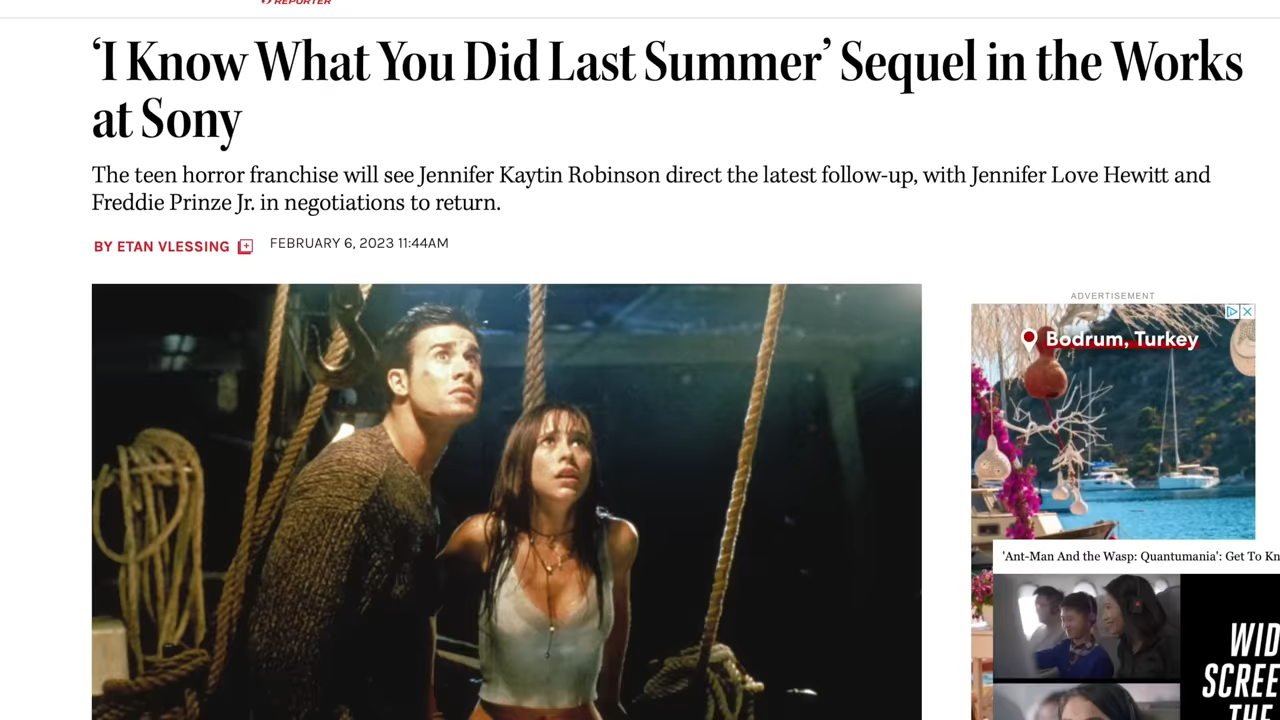 REPORTER
‘I Know What You Did Last Summer’ Sequel in the Works
at Sony
The teen horror franchise will see Jennifer Kaytin Robinson direct the latest follow-up, with Jennifer Love Hewitt and
Freddie Prinze Jr. in negotiations to return.
BY ETAN VLESSING
FEBRUARY 6, 2023 11:44AM
ADVERTISEMENT
Bodrum, Turkey
'Ant-Man And the Wasp: Quantumania': Get To Kn
WID
SCREE
THE